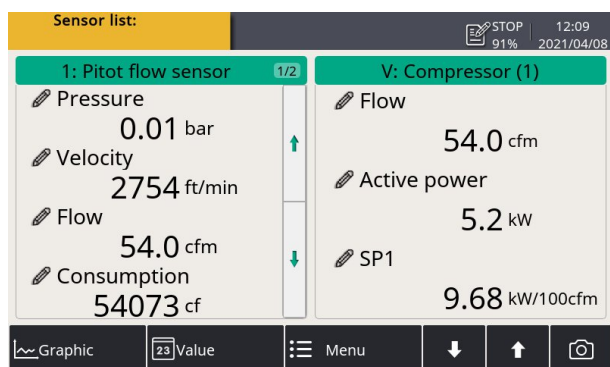 Sensor list:
STOP 12:09
91% 2021/04/08
1: Pitot flow sensor 1/2
Pressure
0.01 bar
Velocity
2754 ft/min
Flow
54.0 cfm
Consumption
54073 cf
V: Compressor (1)
Flow
54.0 cfm
Active power
5.2 kW
SP1
9.68 kW/100cfm
Graphic 23 Value Menu